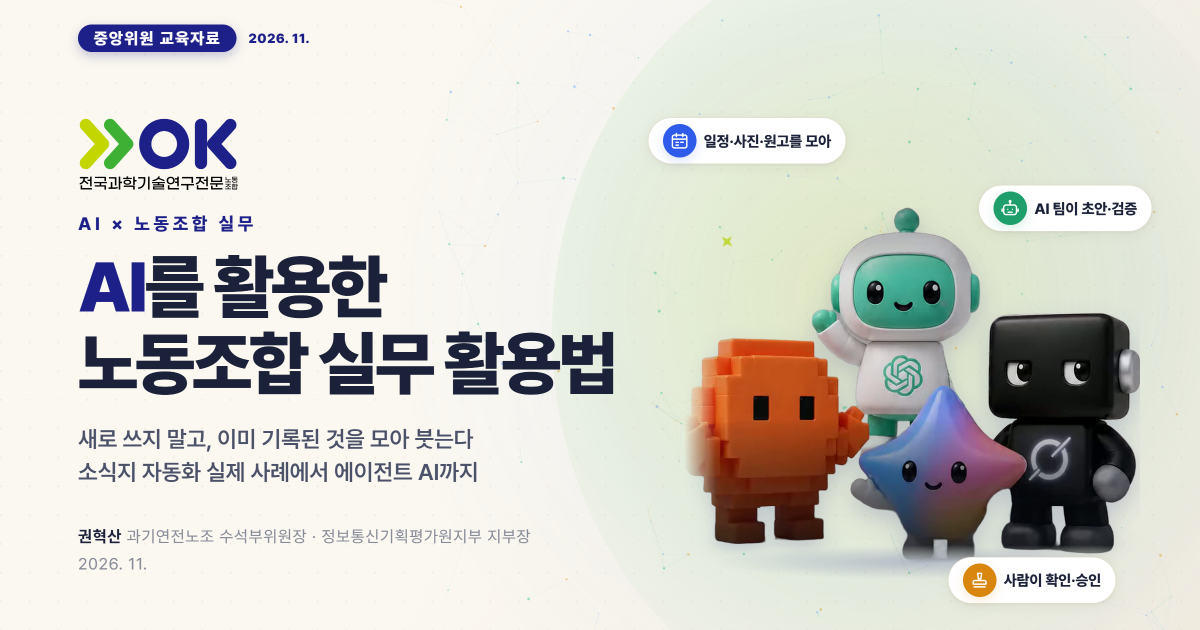 중앙위원 교육자료 2026. 11.
OK
전국과학기술연구전문노동조합
AI × 노동조합 실무
AI를 활용한
노동조합 실무 활용법
새로 쓰지 말고, 이미 기록된 것을 모아 붓는다
소식지 자동화 실제 사례에서 에이전트 AI까지
권혁산 과기연전노조 수석부위원장 · 정보통신기획평가원지부 지부장
2026. 11.
일정·사진·원고를 모아
AI 팀이 초안·검증
사람이 확인·승인